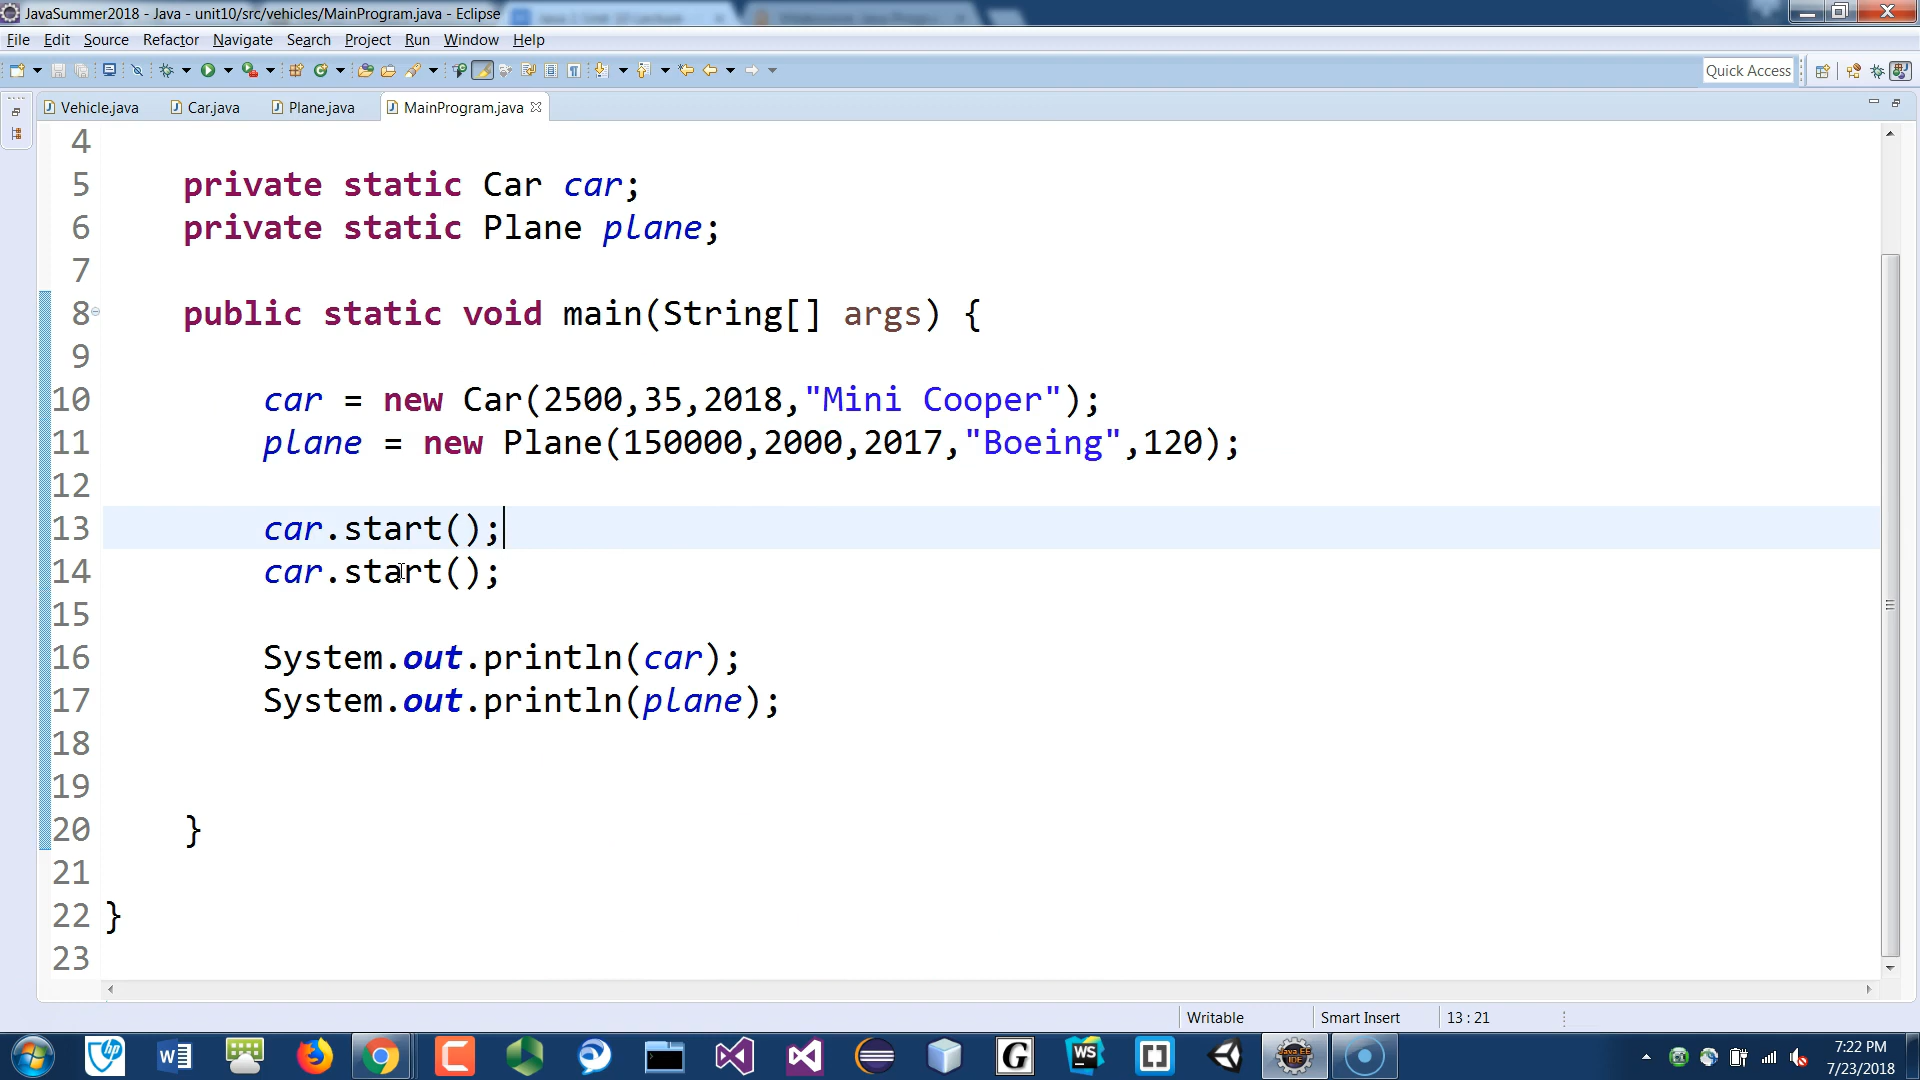 JavaSummer2018 - Java - unit10/src/vehicles/MainProgram.java - Eclipse
File Edit Source Refactor Navigate Search Project Run Window Help
Quick Access
Vehicle.java Car.java Plane.java MainProgram.java
4
5 private static Car car;
6 private static Plane plane;
7
8 public static void main(String[] args) {
9
10 car = new Car(2500,35,2018,"Mini Cooper");
11 plane = new Plane(150000,2000,2017,"Boeing",120);
12
13 car.start();
14 car.start();
15
16 System.out.println(car);
17 System.out.println(plane);
18
19
20 }
21
22 }
23
Writable Smart Insert 13 : 21
7:22 PM
7/23/2018